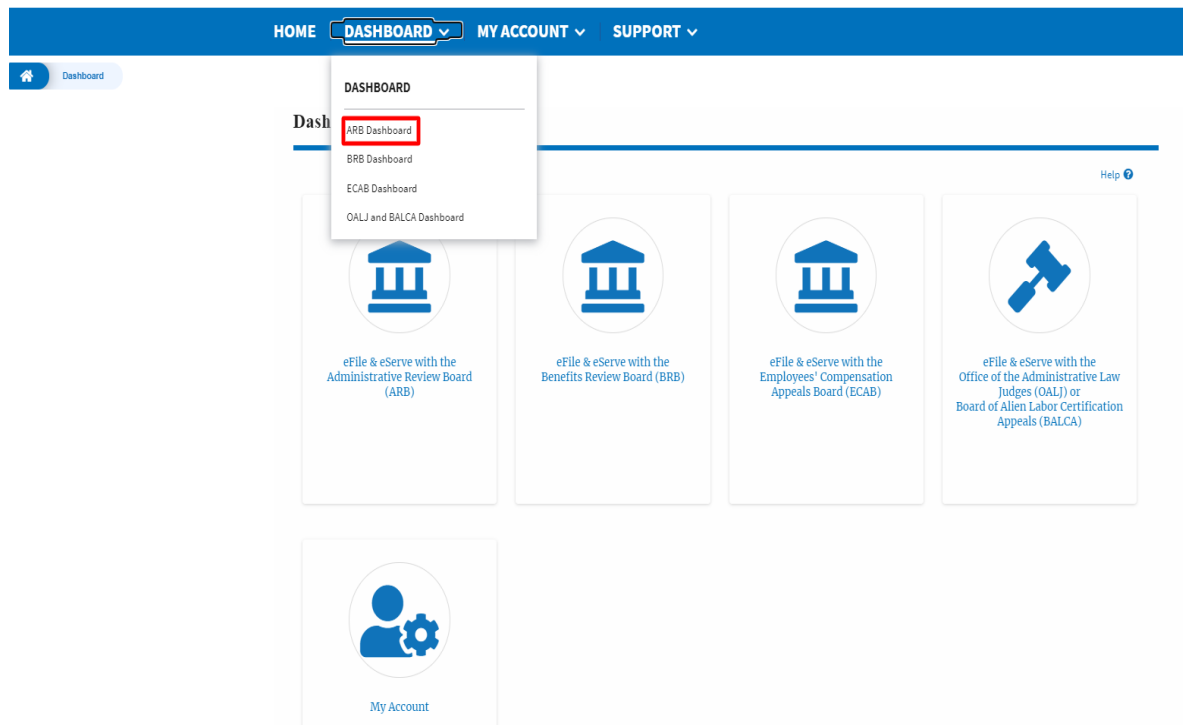 HOME DASHBOARD MY ACCOUNT SUPPORT
Dashboard
DASHBOARD
ARB Dashboard
BRB Dashboard
ECAB Dashboard
OALJ and BALCA Dashboard
Dash
Help
eFile & eServe with the
Administrative Review Board
(ARB)
eFile & eServe with the
Benefits Review Board (BRB)
eFile & eServe with the
Employees' Compensation
Appeals Board (ECAB)
eFile & eServe with the
Office of the Administrative Law
Judges (OALJ) or
Board of Alien Labor Certification
Appeals (BALCA)
My Account